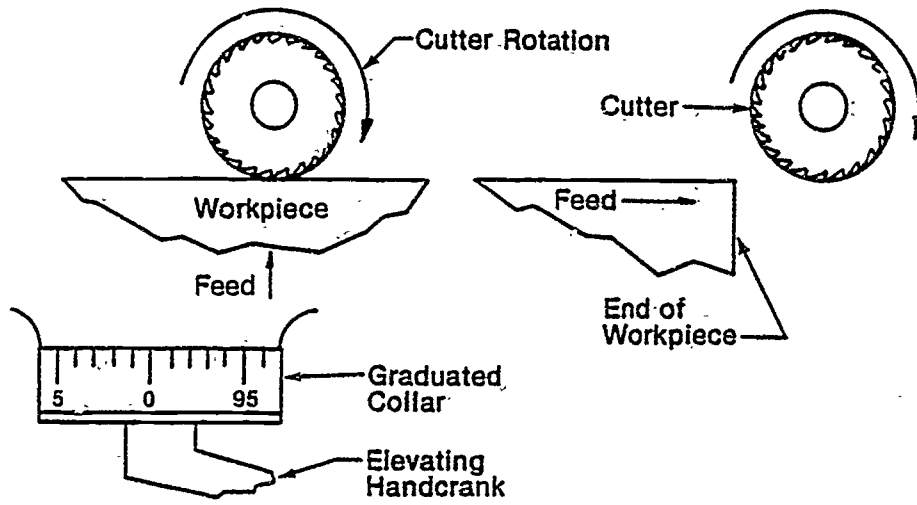 Cutter Rotation
Cutter
Workpiece
Feed
Feed
End of
Workpiece
5 0 95
Graduated
Collar
Elevating
Handcrank